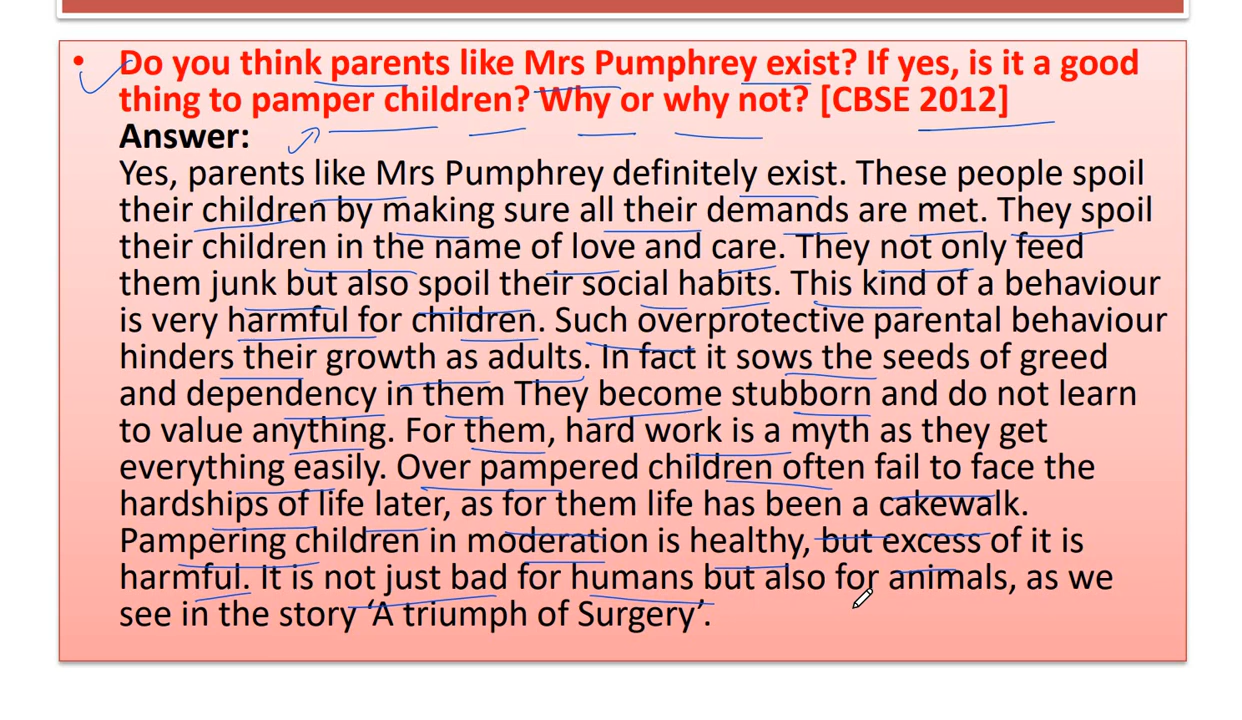 • Do you think parents like Mrs Pumphrey exist? If yes, is it a good
thing to pamper children? Why or why not? [CBSE 2012]
Answer:
Yes, parents like Mrs Pumphrey definitely exist. These people spoil
their children by making sure all their demands are met. They spoil
their children in the name of love and care. They not only feed
them junk but also spoil their social habits. This kind of a behaviour
is very harmful for children. Such overprotective parental behaviour
hinders their growth as adults. In fact it sows the seeds of greed
and dependency in them They become stubborn and do not learn
to value anything. For them, hard work is a myth as they get
everything easily. Over pampered children often fail to face the
hardships of life later, as for them life has been a cakewalk.
Pampering children in moderation is healthy, but excess of it is
harmful. It is not just bad for humans but also for animals, as we
see in the story ‘A triumph of Surgery’.